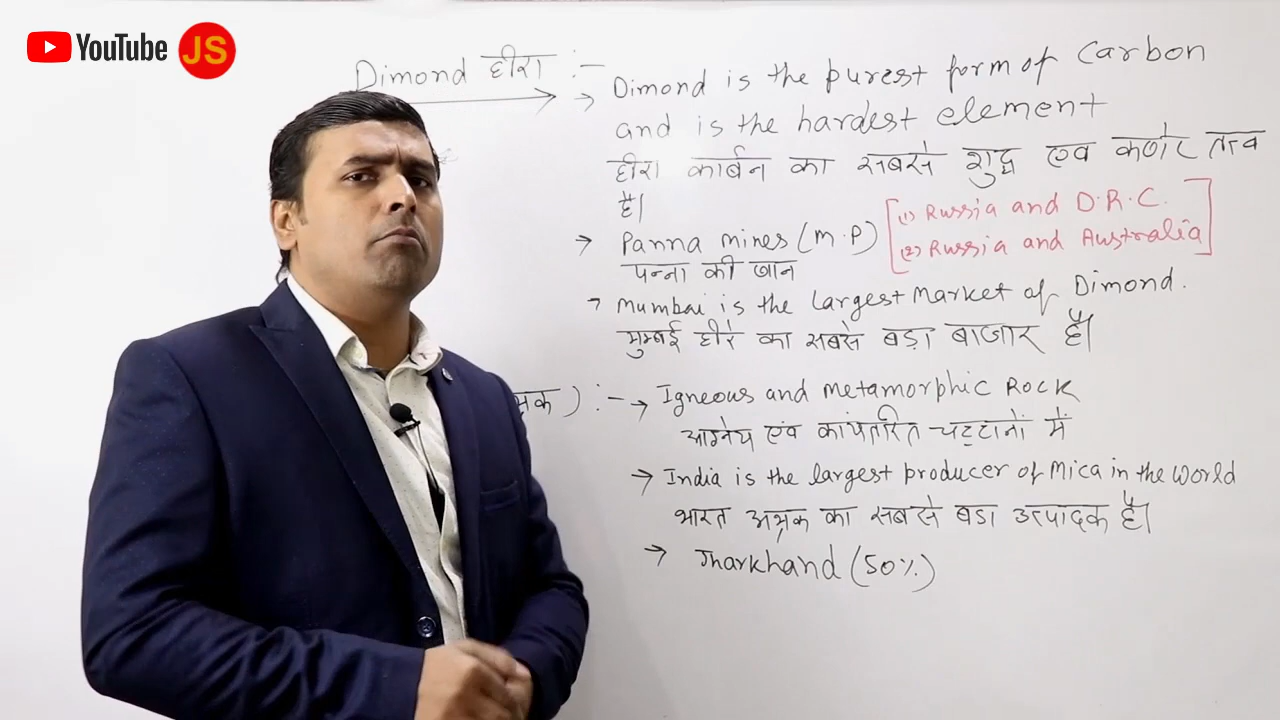 YouTube JS
Dimond हीरा :-
→ Dimond is the purest form of Carbon
and is the hardest element
हीरा कार्बन का सबसे शुद्ध एंव कठोर तत्व
है।
→ Panna mines (M.P)
[(1) Russia and D.R.C.
(2) Russia and Australia]
पन्ना की खान
→ Mumbai is the largest Market of Dimond.
मुम्बई हीरे का सबसे बड़ा बाजार है।
) :- → Igneous and metamorphic Rock
आग्नेय एंव कायंतरित चट्टानों में
→ India is the largest producer of Mica in the World
भारत अभ्रक का सबसे बडा उत्पादक है।
→ Jharkhand (50%)